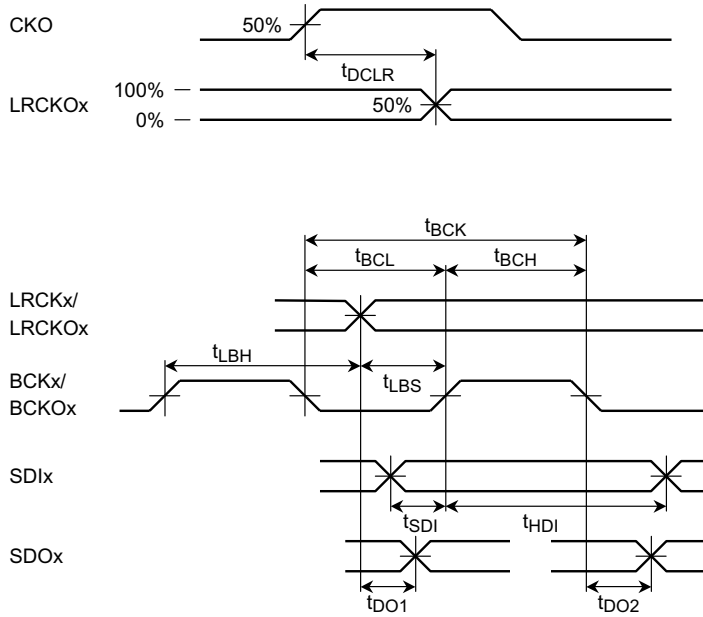 CKO
50%
tDCLR
100%
LRCKOx
50%
0%
tBCK
tBCL
tBCH
LRCKx/
LRCKOx
tLBH
tLBS
BCKx/
BCKOx
SDIx
tSDI
tHDI
SDOx
tDO1
tDO2